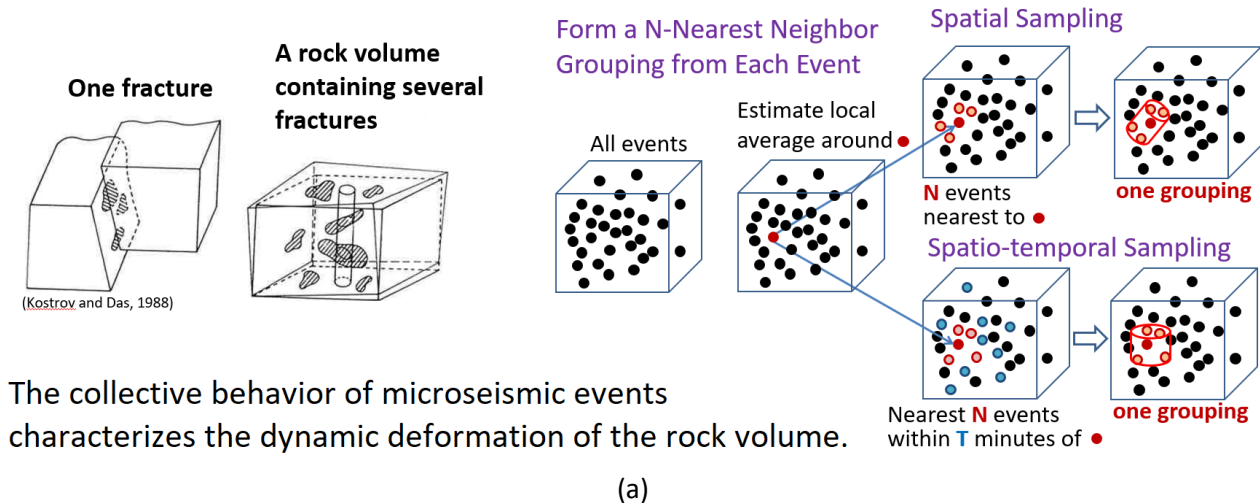 One fracture
A rock volume
containing several
fractures
(Kostrov and Das, 1988)
Form a N-Nearest Neighbor
Grouping from Each Event
All events
Estimate local
average around
Spatial Sampling
N events
nearest to
one grouping
Spatio-temporal Sampling
Nearest N events
within T minutes of
one grouping
The collective behavior of microseismic events
characterizes the dynamic deformation of the rock volume.
(a)